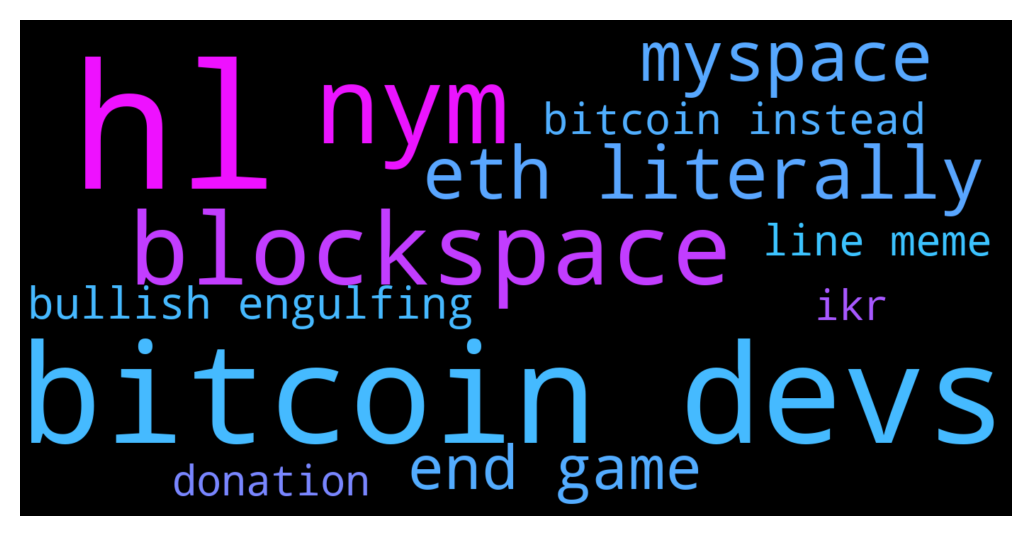 myspace
hl
nym
bitcoin instead
eth literally
blockspace
line meme
bullish engulfing
ikr
bitcoin devs
end game
donation